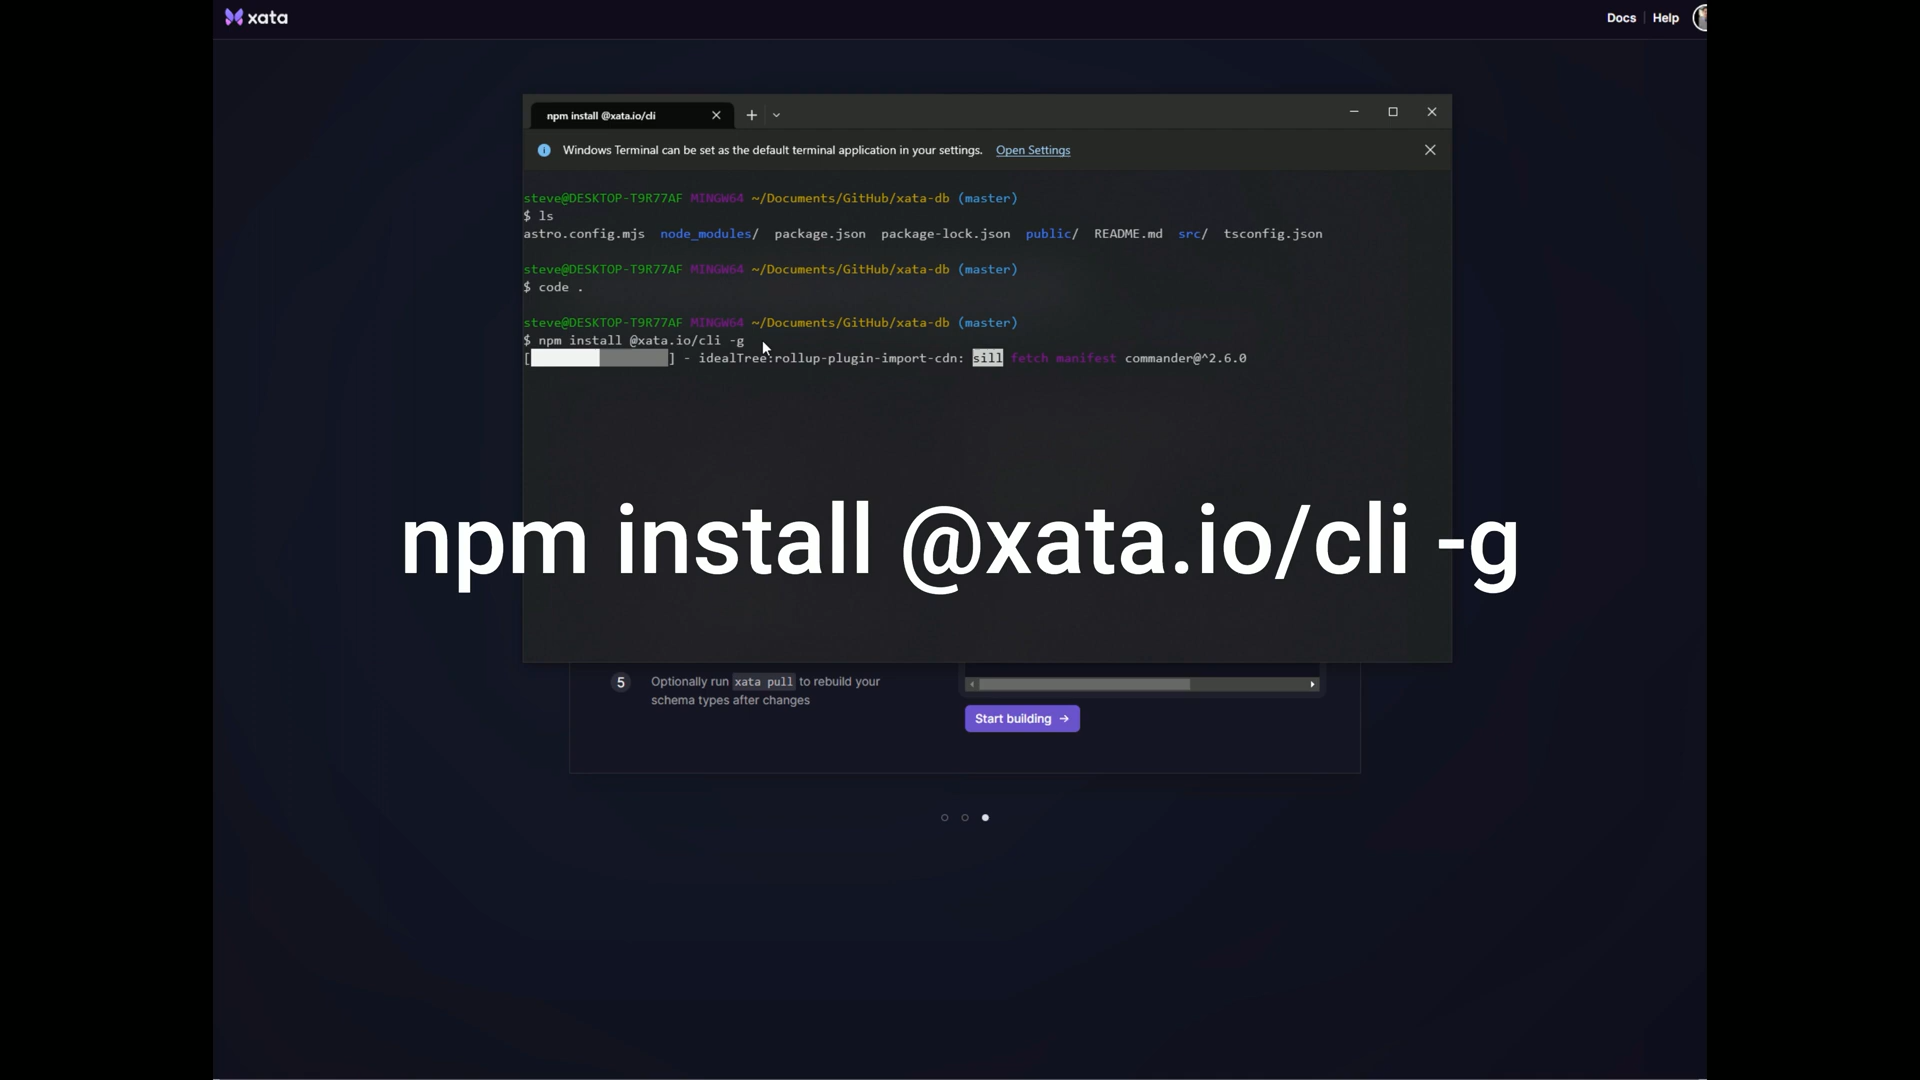 xata
Docs
Help
npm install @xata.io/cli
Windows Terminal can be set as the default terminal application in your settings. Open Settings
steve@DESKTOP-T9R77AF MINGW64 ~/Documents/GitHub/xata-db (master)
$ ls
astro.config.mjs node_modules/ package.json package-lock.json public/ README.md src/ tsconfig.json
steve@DESKTOP-T9R77AF MINGW64 ~/Documents/GitHub/xata-db (master)
$ code .
steve@DESKTOP-T9R77AF MINGW64 ~/Documents/GitHub/xata-db (master)
$ npm install @xata.io/cli -g
[ ] - idealTree:rollup-plugin-import-cdn: sill fetch manifest commander@^2.6.0
npm install @xata.io/cli -g
5 Optionally run xata pull to rebuild your
schema types after changes
Start building →